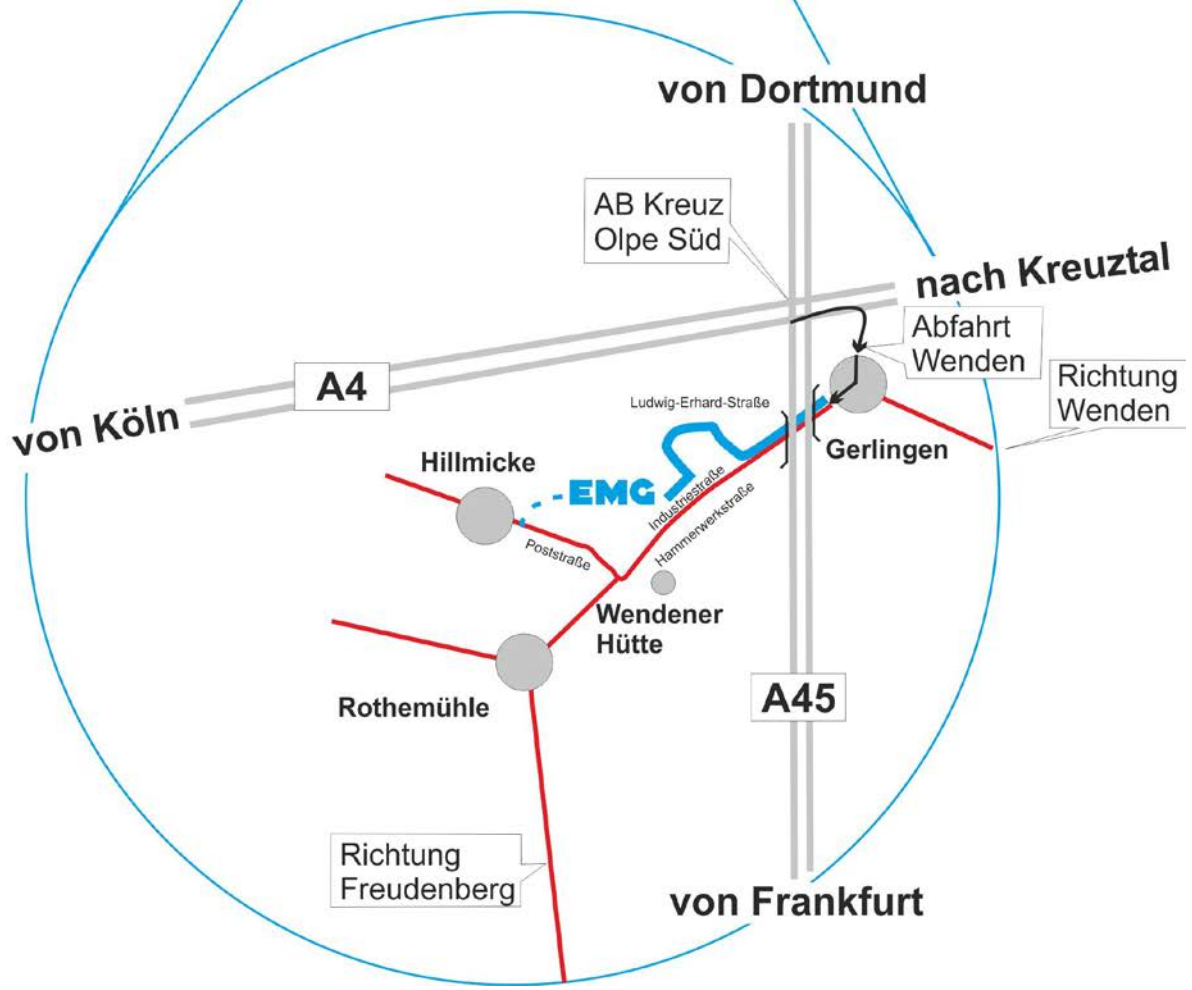 von Dortmund
AB Kreuz
Olpe Süd
nach Kreuztal
Abfahrt
Wenden
A4
Richtung
Wenden
von Köln
Ludwig-Erhard-Straße
Gerlingen
Hillmicke
EMG
Industriestraße
Hammerwerkstraße
Poststraße
Wendener
Hütte
Rothemühle
A45
Richtung
Freudenberg
von Frankfurt